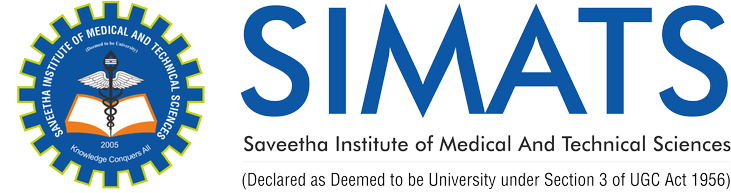 SAVEETHA INSTITUTE OF MEDICAL AND TECHNICAL SCIENCES
(Deemed to be University)
2005
Knowledge Conquers All
SIMATS
Saveetha Institute of Medical And Technical Sciences
(Declared as Deemed to be University under Section 3 of UGC Act 1956)